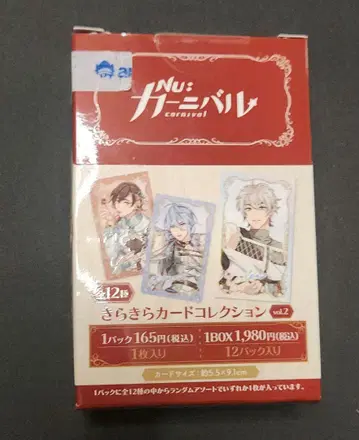 NU:
カーニバル
carnival
全12種
きらきらカードコレクション vol.2
1パック165円(税込) 1BOX 1,980円(税込)
1枚入り 12パック入り
カードサイズ：約5.5×9.1cm
1パックに全12種の中からランダムアソートでいずれか1枚が入っています。